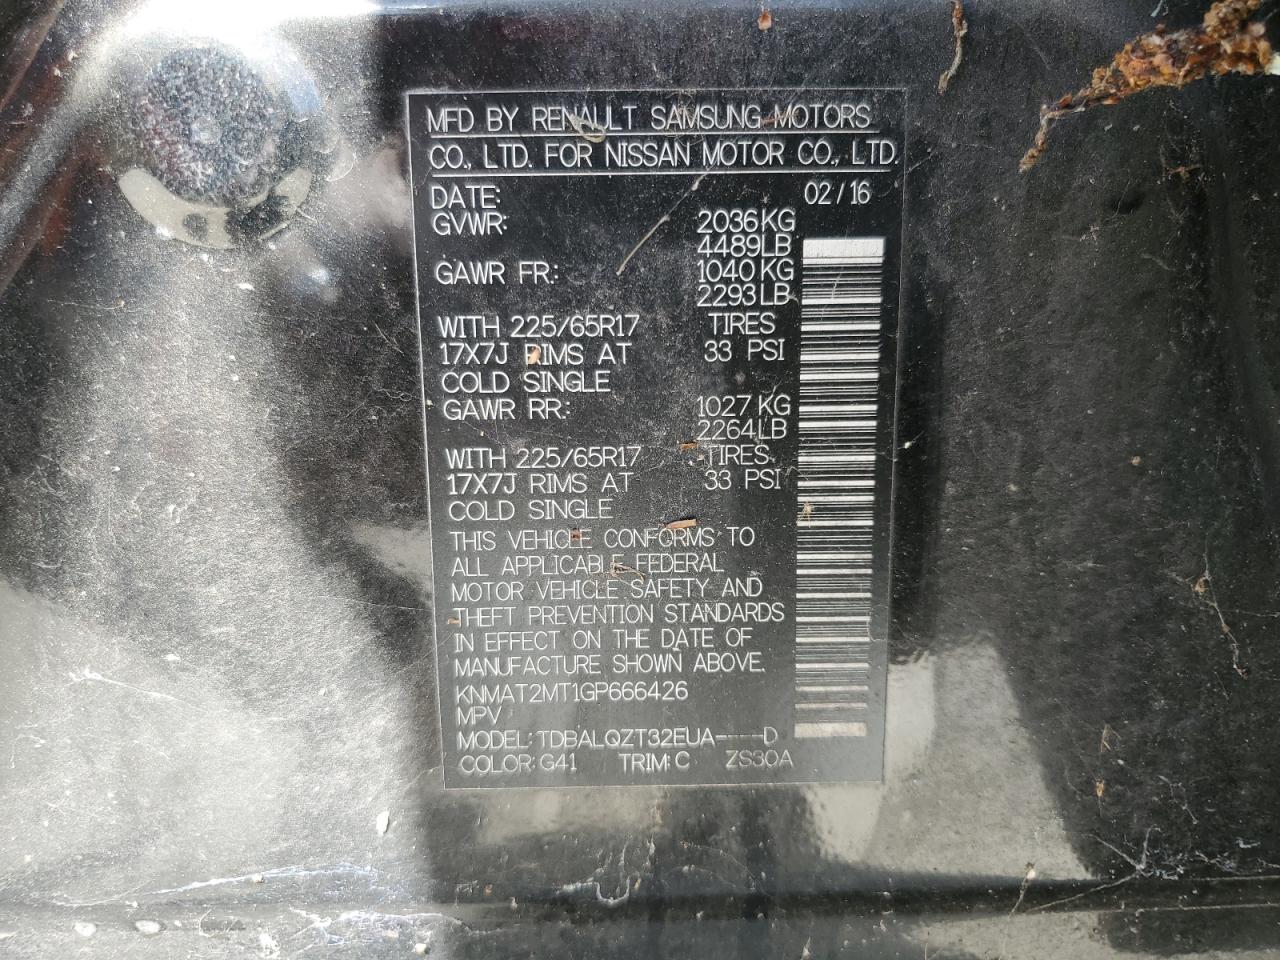 MFD BY RENAULT SAMSUNG MOTORS
CO., LTD. FOR NISSAN MOTOR CO., LTD.
DATE: 02/16
GVWR: 2036KG
4489LB
GAWR FR: 1040KG
2293LB
WITH 225/65R17 TIRES
17X7J RIMS AT 33 PSI
COLD SINGLE
GAWR RR: 1027KG
2264LB
WITH 225/65R17 TIRES
17X7J RIMS AT 33 PSI
COLD SINGLE
THIS VEHICLE CONFORMS TO
ALL APPLICABLE FEDERAL
MOTOR VEHICLE SAFETY AND
THEFT PREVENTION STANDARDS
IN EFFECT ON THE DATE OF
MANUFACTURE SHOWN ABOVE.
KNMAT2MT1GP666426
MPV
MODEL: TDBALQZT32EUA----D
COLOR: G41 TRIM: C ZS30A